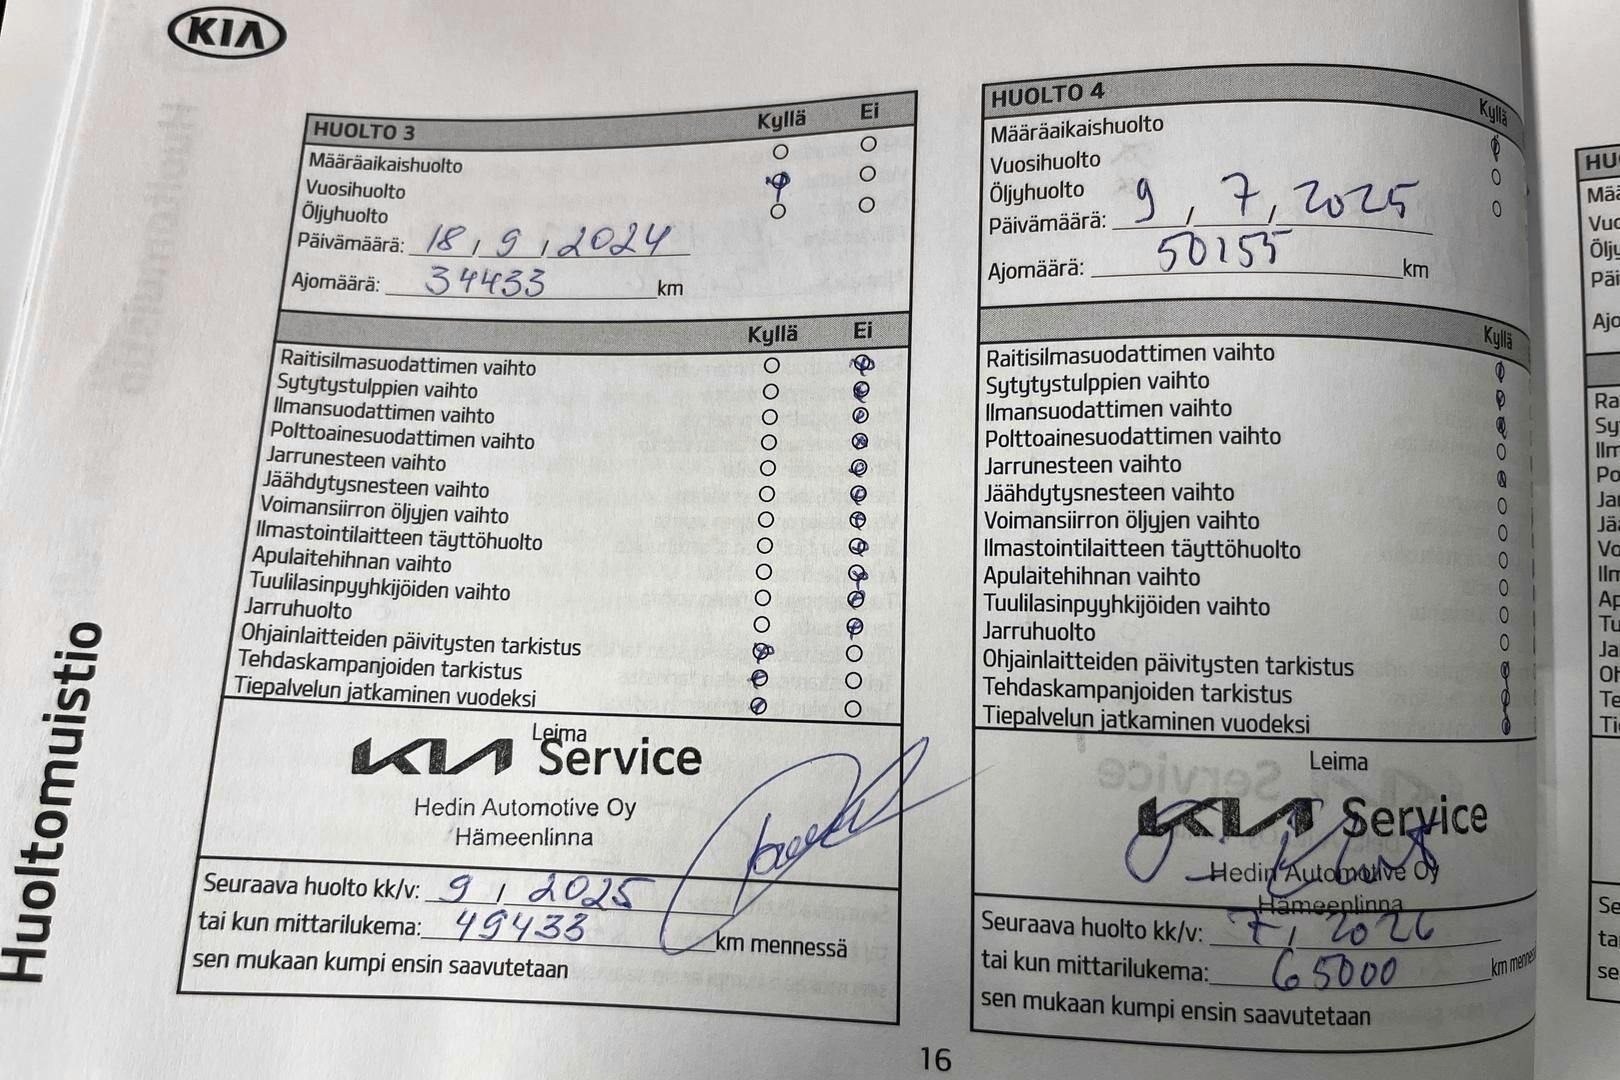 KIA
Huoltomuistio
HUOLTO 3
Kyllä Ei
Määräaikaishuolto
Vuosihuolto
Öljyhuolto
Päivämäärä: 18 / 9 / 2024
Ajomäärä: 34433 km
Kyllä Ei
Raitisilmasuodattimen vaihto
Sytytystulppien vaihto
Ilmansuodattimen vaihto
Polttoainesuodattimen vaihto
Jarrunesteen vaihto
Jäähdytysnesteen vaihto
Voimansiirron öljyjen vaihto
Ilmastointilaitteen täyttöhuolto
Apulaitehihnan vaihto
Tuulilasinpyyhkijöiden vaihto
Jarruhuolto
Ohjainlaitteiden päivitysten tarkistus
Tehdaskampanjoiden tarkistus
Tiepalvelun jatkaminen vuodeksi
Leima
KIA Service
Hedin Automotive Oy
Hämeenlinna
Seuraava huolto kk/v: 9 / 2025
tai kun mittarilukema: 49433 km mennessä
sen mukaan kumpi ensin saavutetaan
HUOLTO 4
Kyllä
Määräaikaishuolto
Vuosihuolto
Öljyhuolto
Päivämäärä: 9 / 7 / 2025
Ajomäärä: 50155 km
Kyllä
Raitisilmasuodattimen vaihto
Sytytystulppien vaihto
Ilmansuodattimen vaihto
Polttoainesuodattimen vaihto
Jarrunesteen vaihto
Jäähdytysnesteen vaihto
Voimansiirron öljyjen vaihto
Ilmastointilaitteen täyttöhuolto
Apulaitehihnan vaihto
Tuulilasinpyyhkijöiden vaihto
Jarruhuolto
Ohjainlaitteiden päivitysten tarkistus
Tehdaskampanjoiden tarkistus
Tiepalvelun jatkaminen vuodeksi
Leima
KIA Service
Hedin Automotive Oy
Hämeenlinna
Seuraava huolto kk/v: 7 / 2026
tai kun mittarilukema: 65000 km
sen mukaan kumpi ensin saavutetaan
16